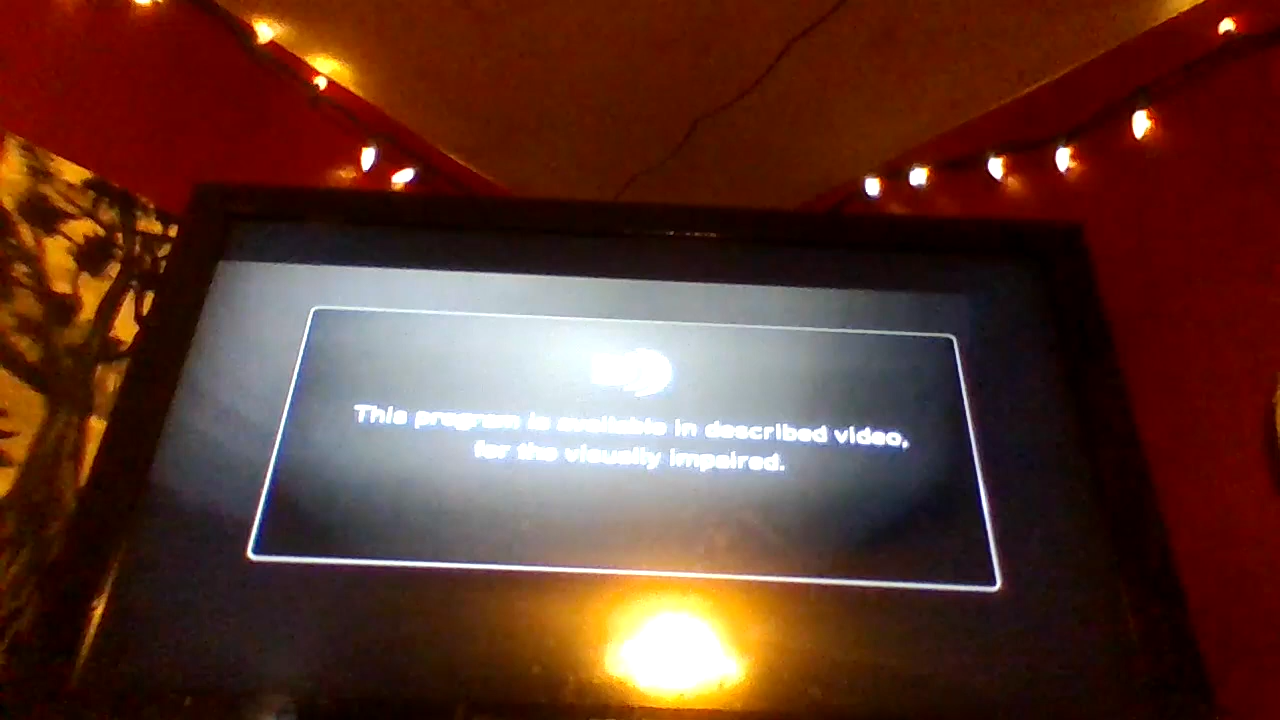 This program is available in described video,
for the visually impaired.